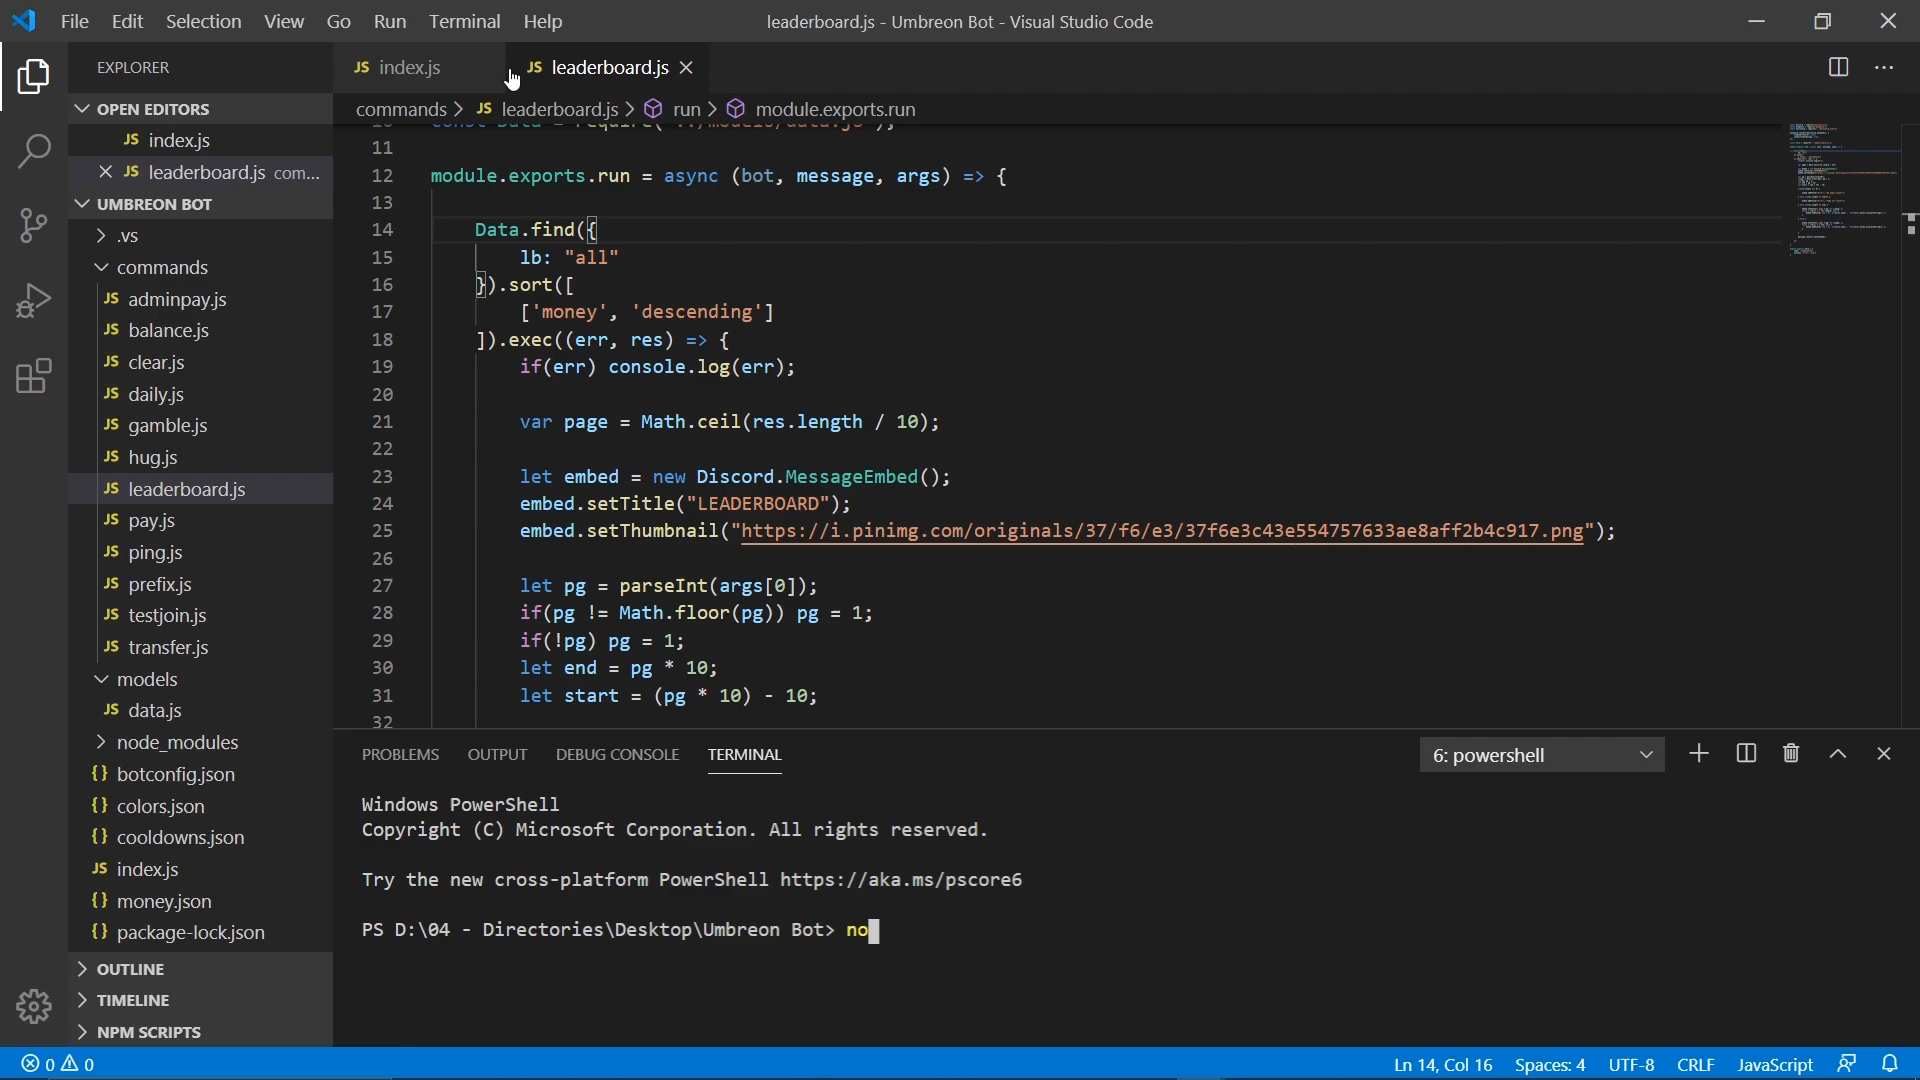 File Edit Selection View Go Run Terminal Help
leaderboard.js - Umbreon Bot - Visual Studio Code
EXPLORER
OPEN EDITORS
JS index.js
JS leaderboard.js com...
UMBREON BOT
.vs
commands
JS adminpay.js
JS balance.js
JS clear.js
JS daily.js
JS gamble.js
JS hug.js
JS leaderboard.js
JS pay.js
JS ping.js
JS prefix.js
JS testjoin.js
JS transfer.js
models
JS data.js
node_modules
{} botconfig.json
{} colors.json
{} cooldowns.json
JS index.js
{} money.json
{} package-lock.json
OUTLINE
TIMELINE
NPM SCRIPTS
JS index.js
JS leaderboard.js
commands > JS leaderboard.js > run > module.exports.run
10 const Data = require("../models/data.js");
11
12 module.exports.run = async (bot, message, args) => {
13
14 Data.find({
15 lb: "all"
16 }).sort([
17 ['money', 'descending']
18 ]).exec((err, res) => {
19 if(err) console.log(err);
20
21 var page = Math.ceil(res.length / 10);
22
23 let embed = new Discord.MessageEmbed();
24 embed.setTitle("LEADERBOARD");
25 embed.setThumbnail("https://i.pinimg.com/originals/37/f6/e3/37f6e3c43e554757633ae8aff2b4c917.png");
26
27 let pg = parseInt(args[0]);
28 if(pg != Math.floor(pg)) pg = 1;
29 if(!pg) pg = 1;
30 let end = pg * 10;
31 let start = (pg * 10) - 10;
32
PROBLEMS OUTPUT DEBUG CONSOLE TERMINAL
6: powershell
Windows PowerShell
Copyright (C) Microsoft Corporation. All rights reserved.
Try the new cross-platform PowerShell https://aka.ms/pscore6
PS D:\04 - Directories\Desktop\Umbreon Bot> no
0 0
Ln 14, Col 16 Spaces: 4 UTF-8 CRLF JavaScript